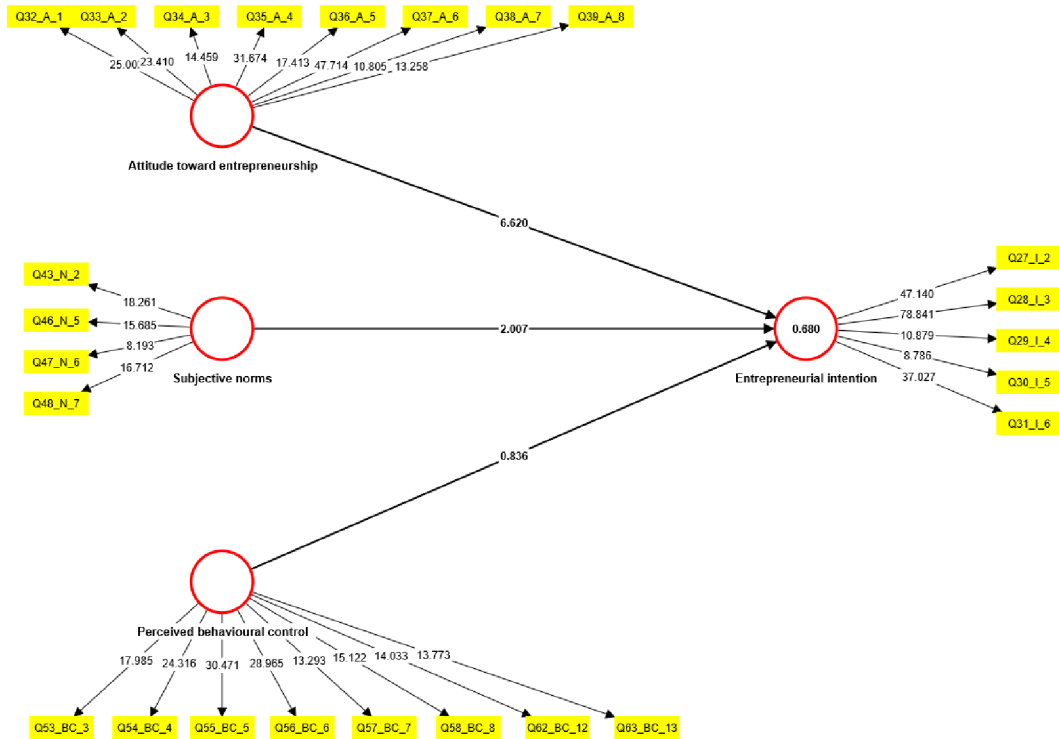 Q32_A_1 Q33_A_2 Q34_A_3 Q35_A_4 Q36_A_5 Q37_A_6 Q38_A_7 Q39_A_8
25.00 23.410 14.459 31.674 17.413 47.714 10.805 13.258
Attitude toward entrepreneurship
6.620
Q43_N_2
18.261
Q46_N_5
15.685
8.193
Q47_N_6
16.712
Q48_N_7
Subjective norms
2.007
0.680
Entrepreneurial intention
Q27_I_2
47.140
Q28_I_3
78.841
10.879
Q29_I_4
8.786
Q30_I_5
37.027
Q31_I_6
0.836
Perceived behavioural control
17.985 24.316 30.471 28.965 13.293 15.122 14.033 13.773
Q53_BC_3 Q54_BC_4 Q55_BC_5 Q56_BC_6 Q57_BC_7 Q58_BC_8 Q62_BC_12 Q63_BC_13